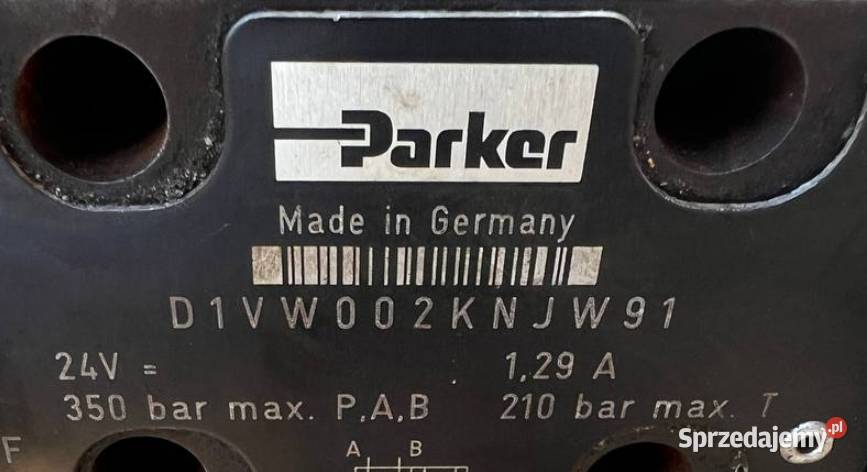 Parker
Made in Germany
D1VW002KNJW91
24V = 1,29 A
350 bar max. P,A,B 210 bar max. T
F
A B
Sprzedajemy.pl